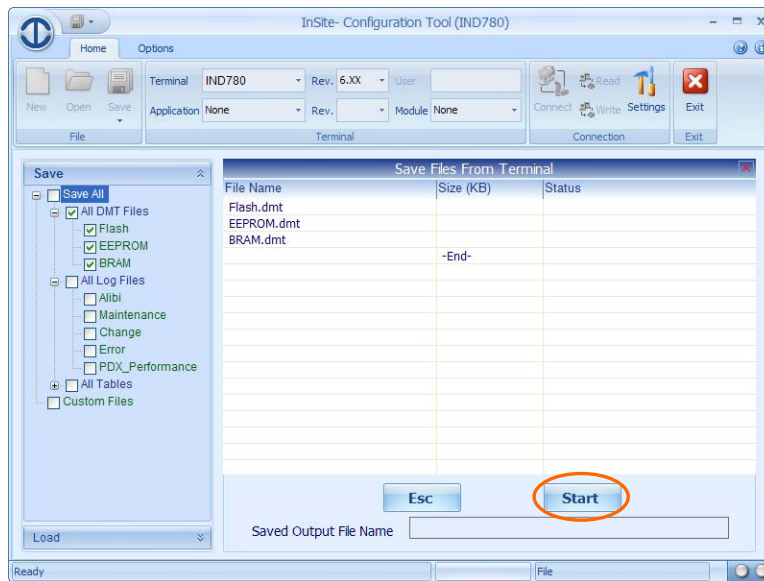 InSite- Configuration Tool (IND780)
Home Options
Terminal IND780 Rev. 6.XX User
New Open Save Application None Rev. Module None Connect Read Write Settings Exit
File Terminal Connection Exit
Save
Save All
All DMT Files
Flash
EEPROM
BRAM
All Log Files
Alibi
Maintenance
Change
Error
PDX_Performance
All Tables
Custom Files
Load
Save Files From Terminal
File Name Size (KB) Status
Flash.dmt
EEPROM.dmt
BRAM.dmt
-End-
Esc Start
Saved Output File Name
Ready File